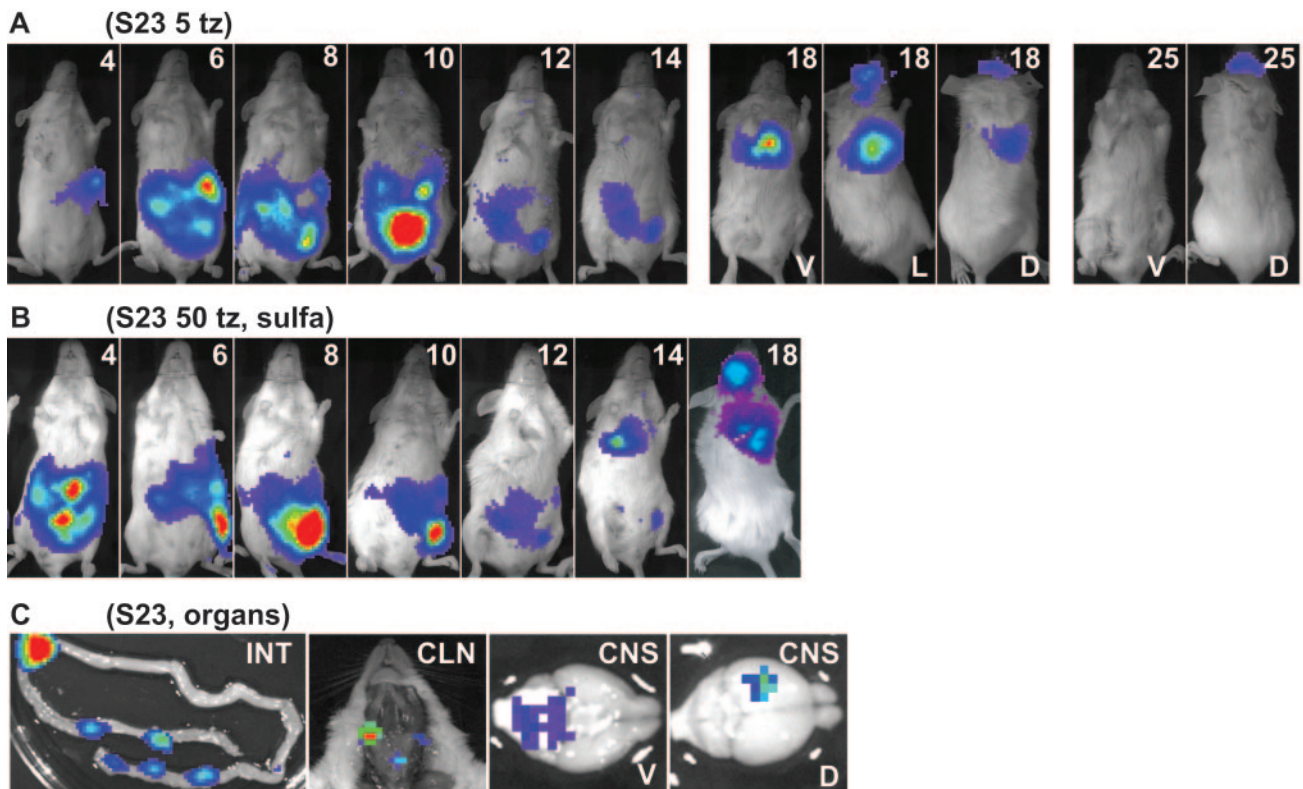 A (S23 5 tz)
4 6 8 10 12 14 18 18 18 25 25
V L D V D
B (S23 50 tz, sulfa)
4 6 8 10 12 14 18
C (S23, organs)
INT CLN CNS CNS
V D